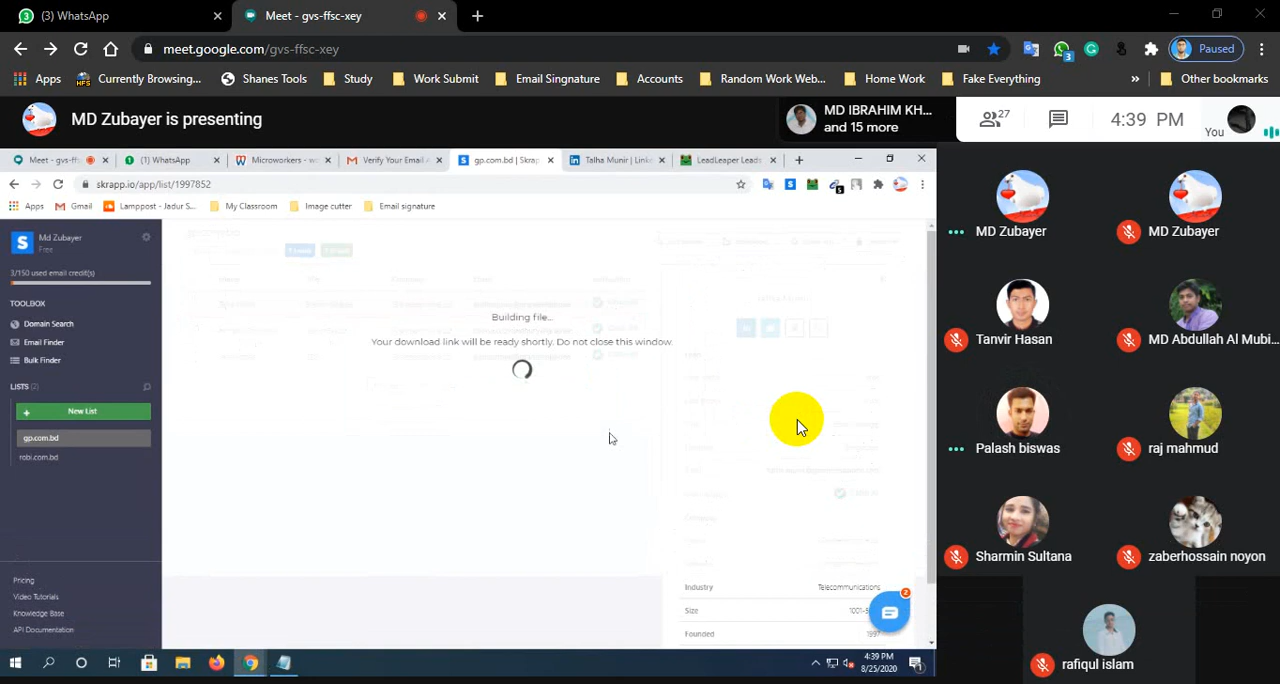 (3) WhatsApp
Meet - gvs-ffsc-xey
meet.google.com/gvs-ffsc-xey
3
Paused
Apps
Currently Browsing...
Shanes Tools
Study
Work Submit
Email Singnature
Accounts
Random Work Web...
Home Work
Fake Everything
»
Other bookmarks
MD Zubayer is presenting
MD IBRAHIM KH...
and 15 more
27
4:39 PM
You
Meet - gvs-ff
(1) WhatsApp
Microworkers - w
Verify Your Email A
gp.com.bd | Skrap
Talha Munir | Link
LeadLeaper Leads
skrapp.io/app/list/1997852
Apps
Gmail
Lamppost - Jadur S...
My Classroom
Image cutter
Email signature
Md Zubayer
Free
3/150 used email credit(s)
TOOLBOX
Domain Search
Email Finder
Bulk Finder
LISTS (2)
+ New List
gp.com.bd
robi.com.bd
Pricing
Video Tutorials
Knowledge Base
API Documentation
Building file...
Your download link will be ready shortly. Do not close this window.
Industry
Telecommunications
Size
Founded
1997
2
4:39 PM
8/25/2020
MD Zubayer
MD Zubayer
Tanvir Hasan
MD Abdullah Al Mubi...
Palash biswas
raj mahmud
Sharmin Sultana
zaberhossain noyon
rafiqul islam